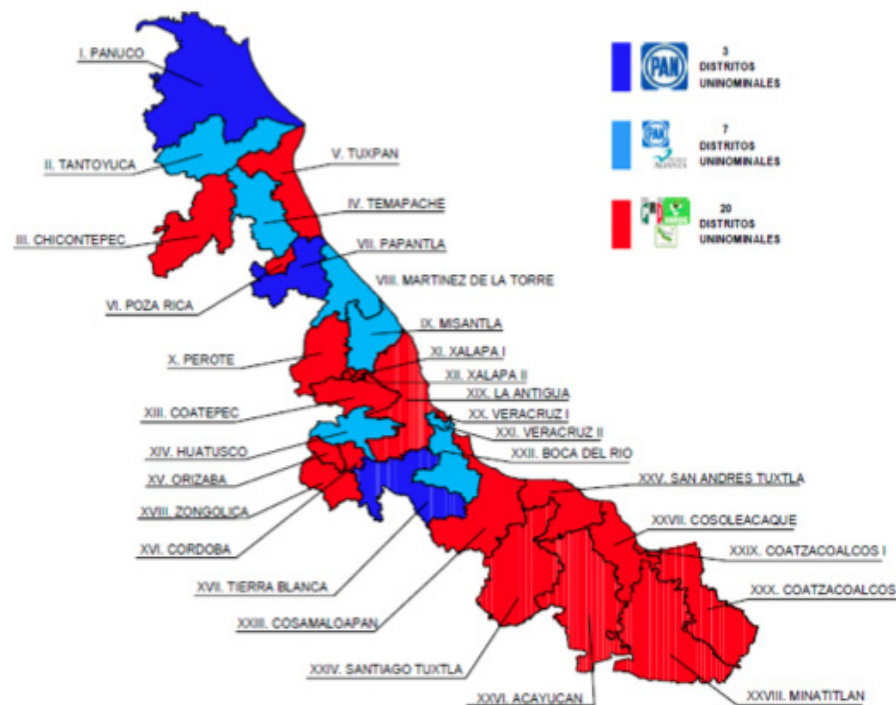 I. PANUCO
II. TANTOYUCA
V. TUXPAN
IV. TEMAPACHE
III. CHICONTEPEC
VII. PAPANTLA
VIII. MARTINEZ DE LA TORRE
VI. POZA RICA
IX. MISANTLA
X. PEROTE
XI. XALAPA I
XII. XALAPA II
XIX. LA ANTIGUA
XIII. COATEPEC
XX. VERACRUZ I
XXI. VERACRUZ II
XIV. HUATUSCO
XXII. BOCA DEL RIO
XV. ORIZABA
XXV. SAN ANDRES TUXTLA
XVIII. ZONGOLICA
XXVII. COSOLEACAQUE
XVI. CORDOBA
XXIX. COATZACOALCOS I
XVII. TIERRA BLANCA
XXX. COATZACOALCOS
XXIII. COSAMALOAPAN
XXIV. SANTIAGO TUXTLA
XXVI. ACAYUCAN
XXVIII. MINATITLAN
PAN
3
DISTRITOS
UNINOMINALES
PAN
ALIANZA
7
DISTRITOS
UNINOMINALES
PRI
VERDE
20
DISTRITOS
UNINOMINALES